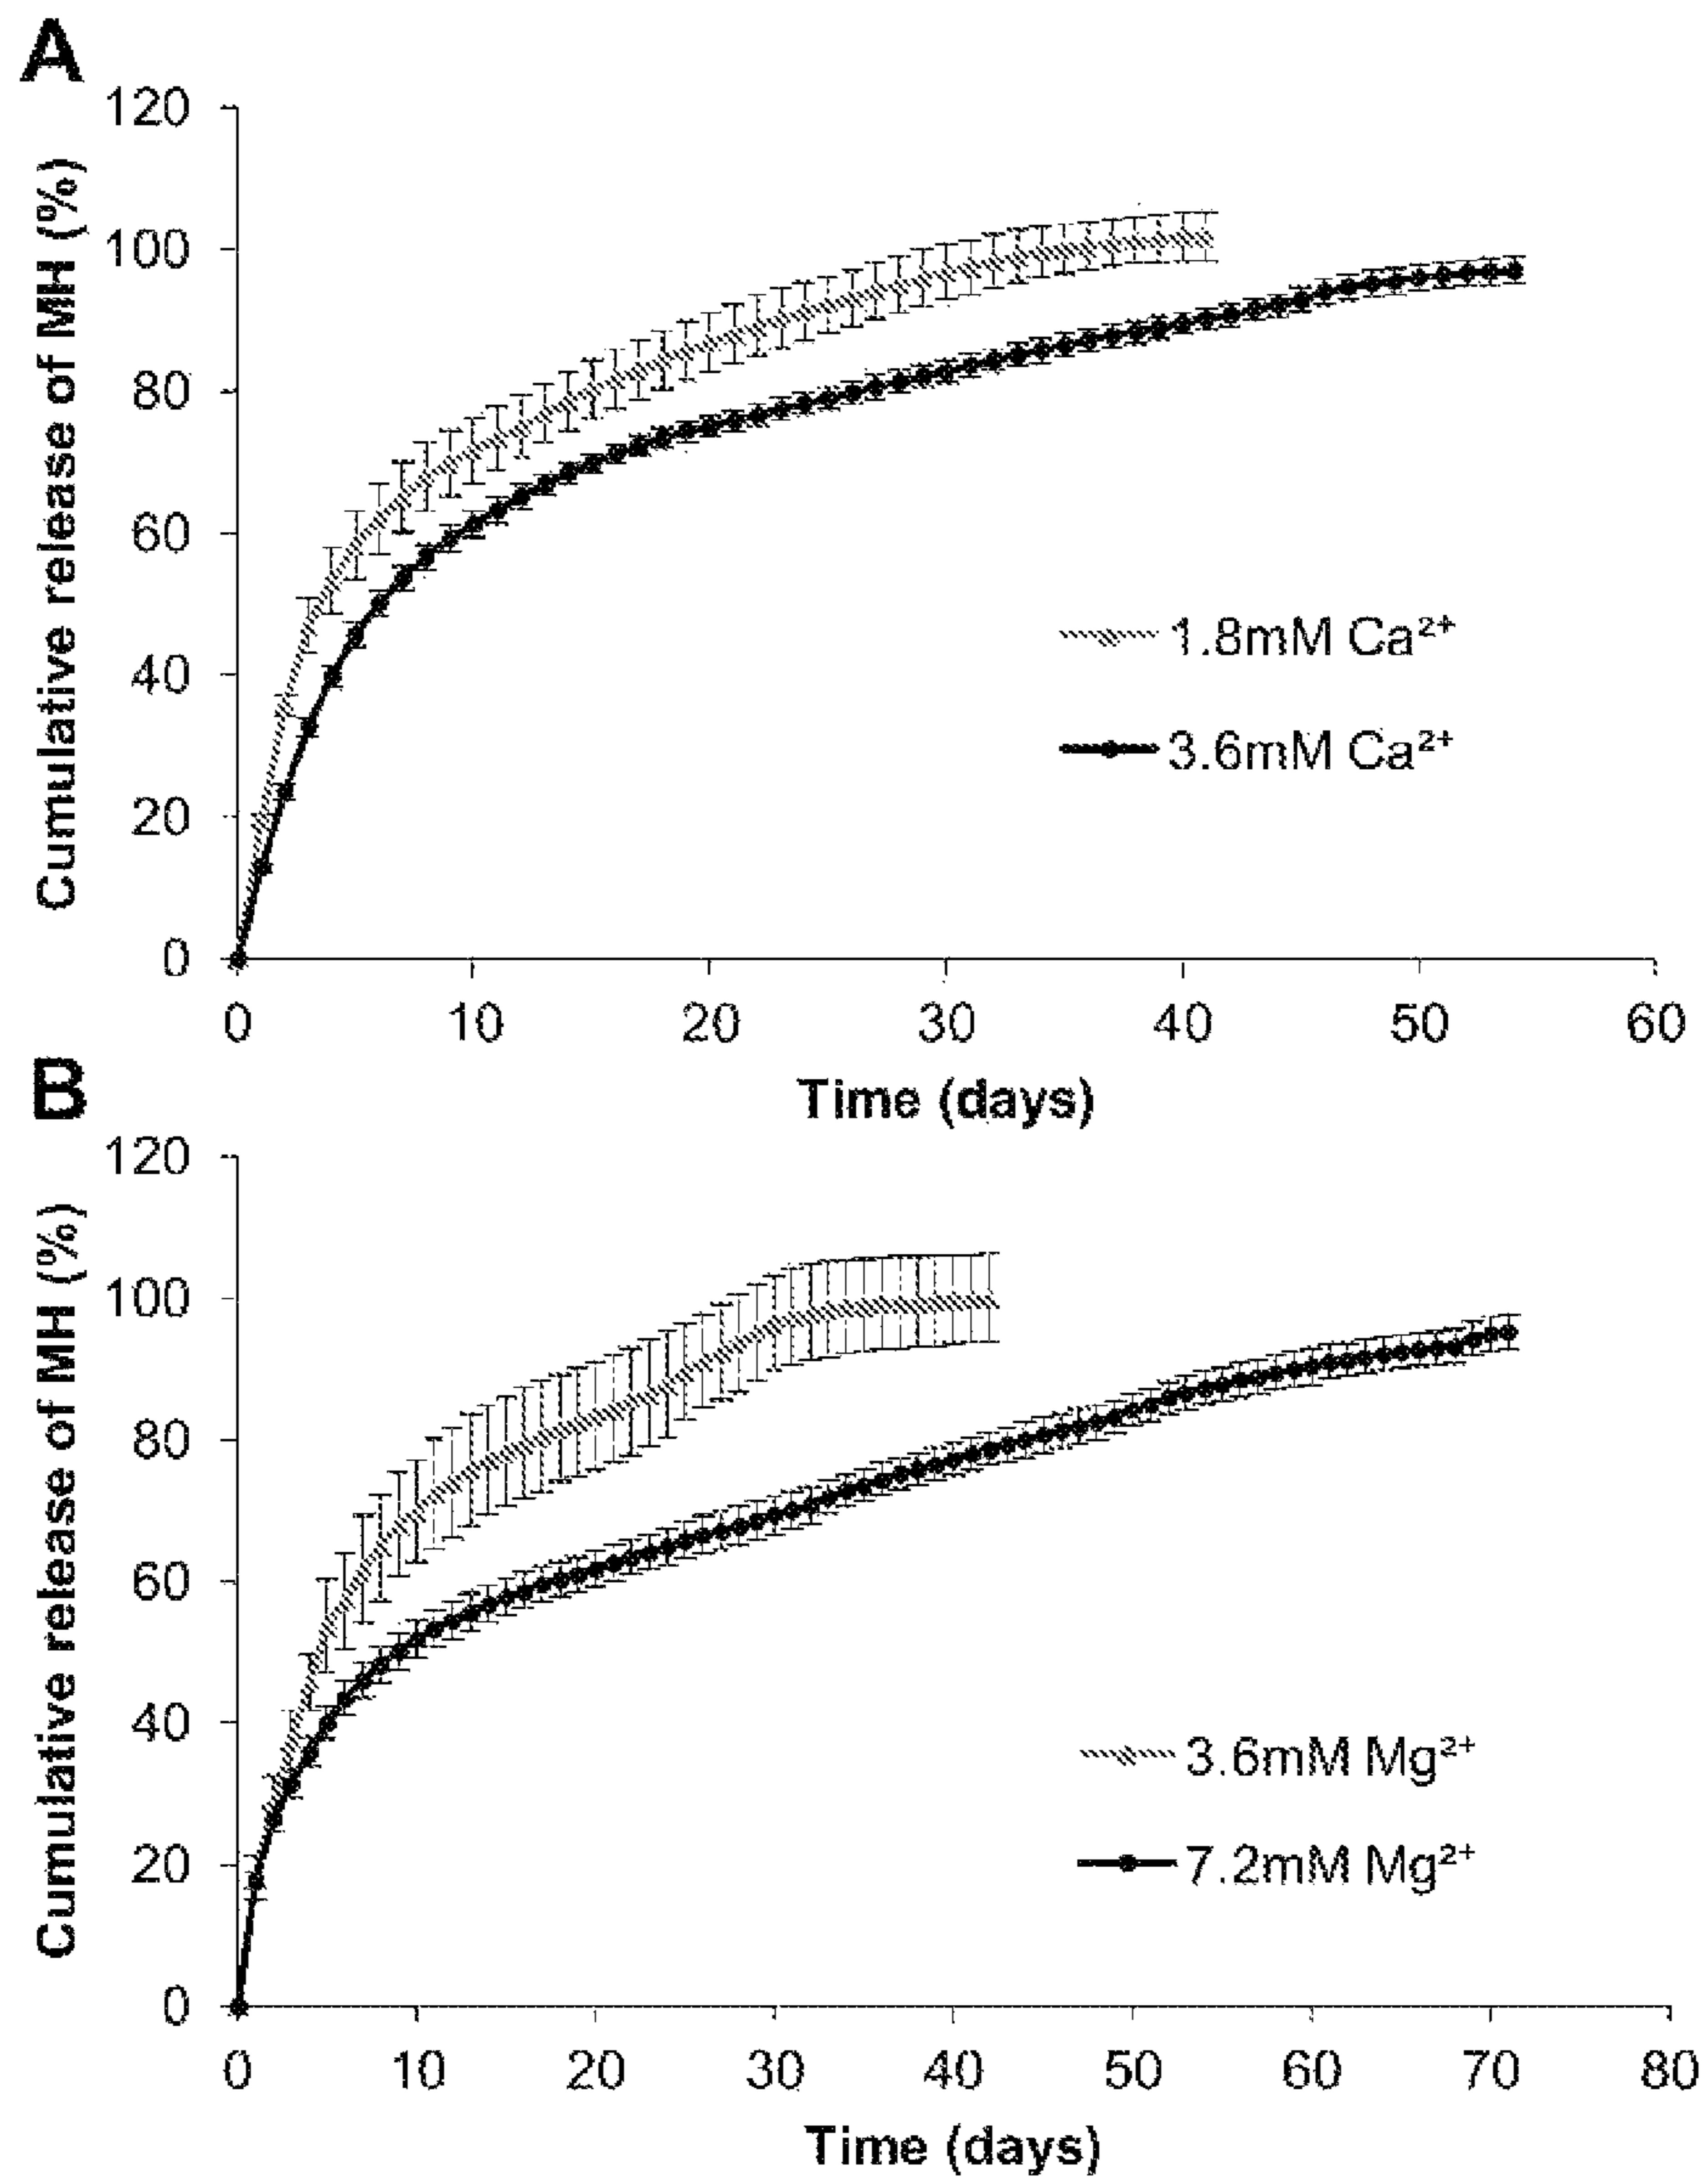 A
120
100
80
60
40
20
0
Cumulative release of MH (%)
1.8mM Ca²⁺
3.6mM Ca²⁺
0 10 20 30 40 50 60
Time (days)
B
120
100
80
60
40
20
0
Cumulative release of MH (%)
3.6mM Mg²⁺
7.2mM Mg²⁺
0 10 20 30 40 50 60 70 80
Time (days)